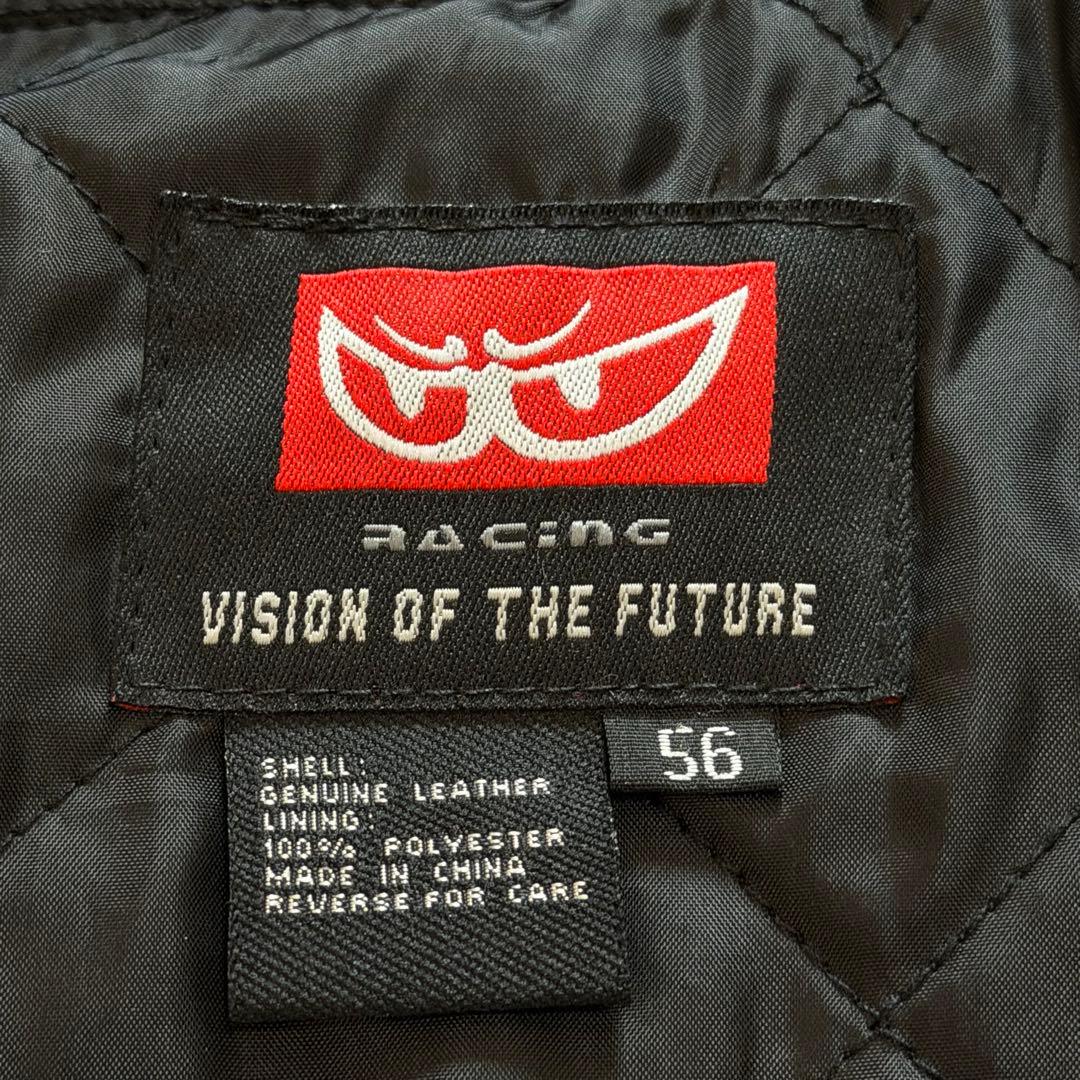 RACING
VISION OF THE FUTURE
56
SHELL:
GENUINE LEATHER
LINING:
100% POLYESTER
MADE IN CHINA
REVERSE FOR CARE